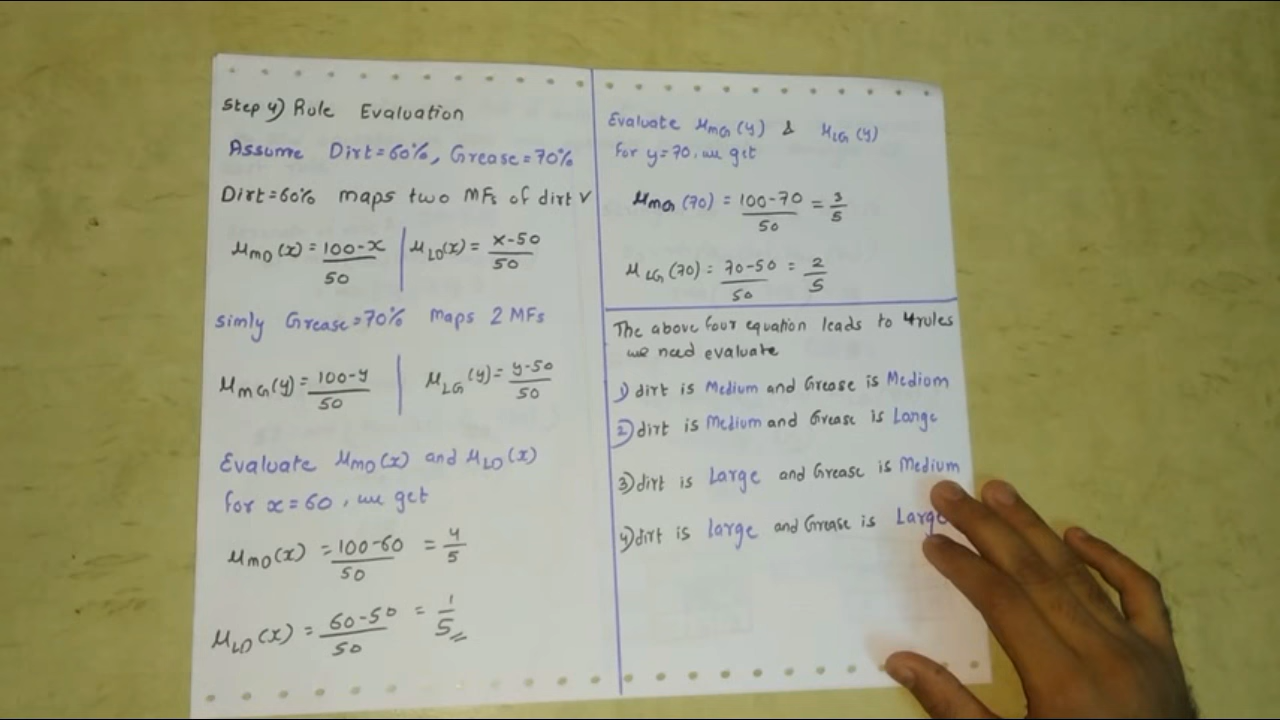 Step 4) Rule Evaluation
Assume Dirt=60%, Grease=70%
Dirt=60% maps two MFs of dirt V
μMD(x) = 100-x/50 | μLD(x) = x-50/50
simly Grease=70% maps 2 MFs
μMG(y) = 100-y/50 | μLG(y) = y-50/50
Evaluate μMD(x) and μLD(x)
for x=60, we get
μMD(x) = 100-60/50 = 4/5
μLD(x) = 60-50/50 = 1/5
Evaluate μMG(y) & μLG(y)
for y=70, we get
μMG(70) = 100-70/50 = 3/5
μLG(70) = 70-50/50 = 2/5
The above four equation leads to 4 rules
we need evaluate
1) dirt is Medium and Grease is Medium
2) dirt is Medium and Grease is Large
3) dirt is Large and Grease is Medium
4) dirt is large and Grease is Large